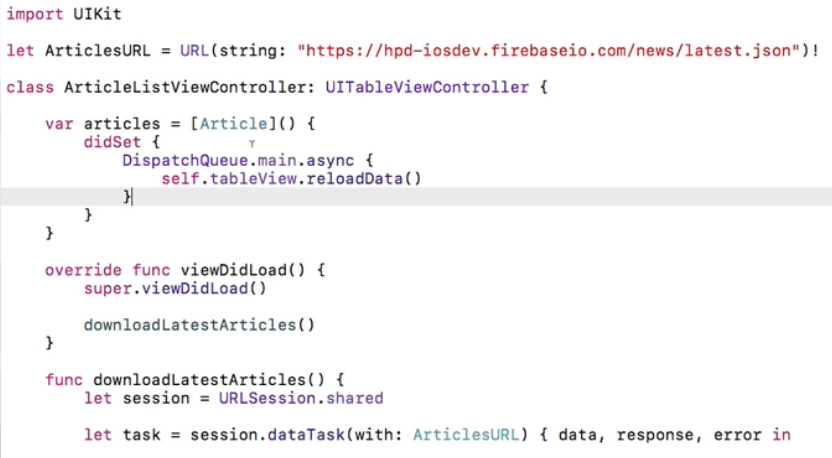 import UIKit
let ArticlesURL = URL(string: "https://hpd-iosdev.firebaseio.com/news/latest.json")!
class ArticleListViewController: UITableViewController {
var articles = [Article]() {
didSet {
DispatchQueue.main.async {
self.tableView.reloadData()
}
}
}
override func viewDidLoad() {
super.viewDidLoad()
downloadLatestArticles()
}
func downloadLatestArticles() {
let session = URLSession.shared
let task = session.dataTask(with: ArticlesURL) { data, response, error in